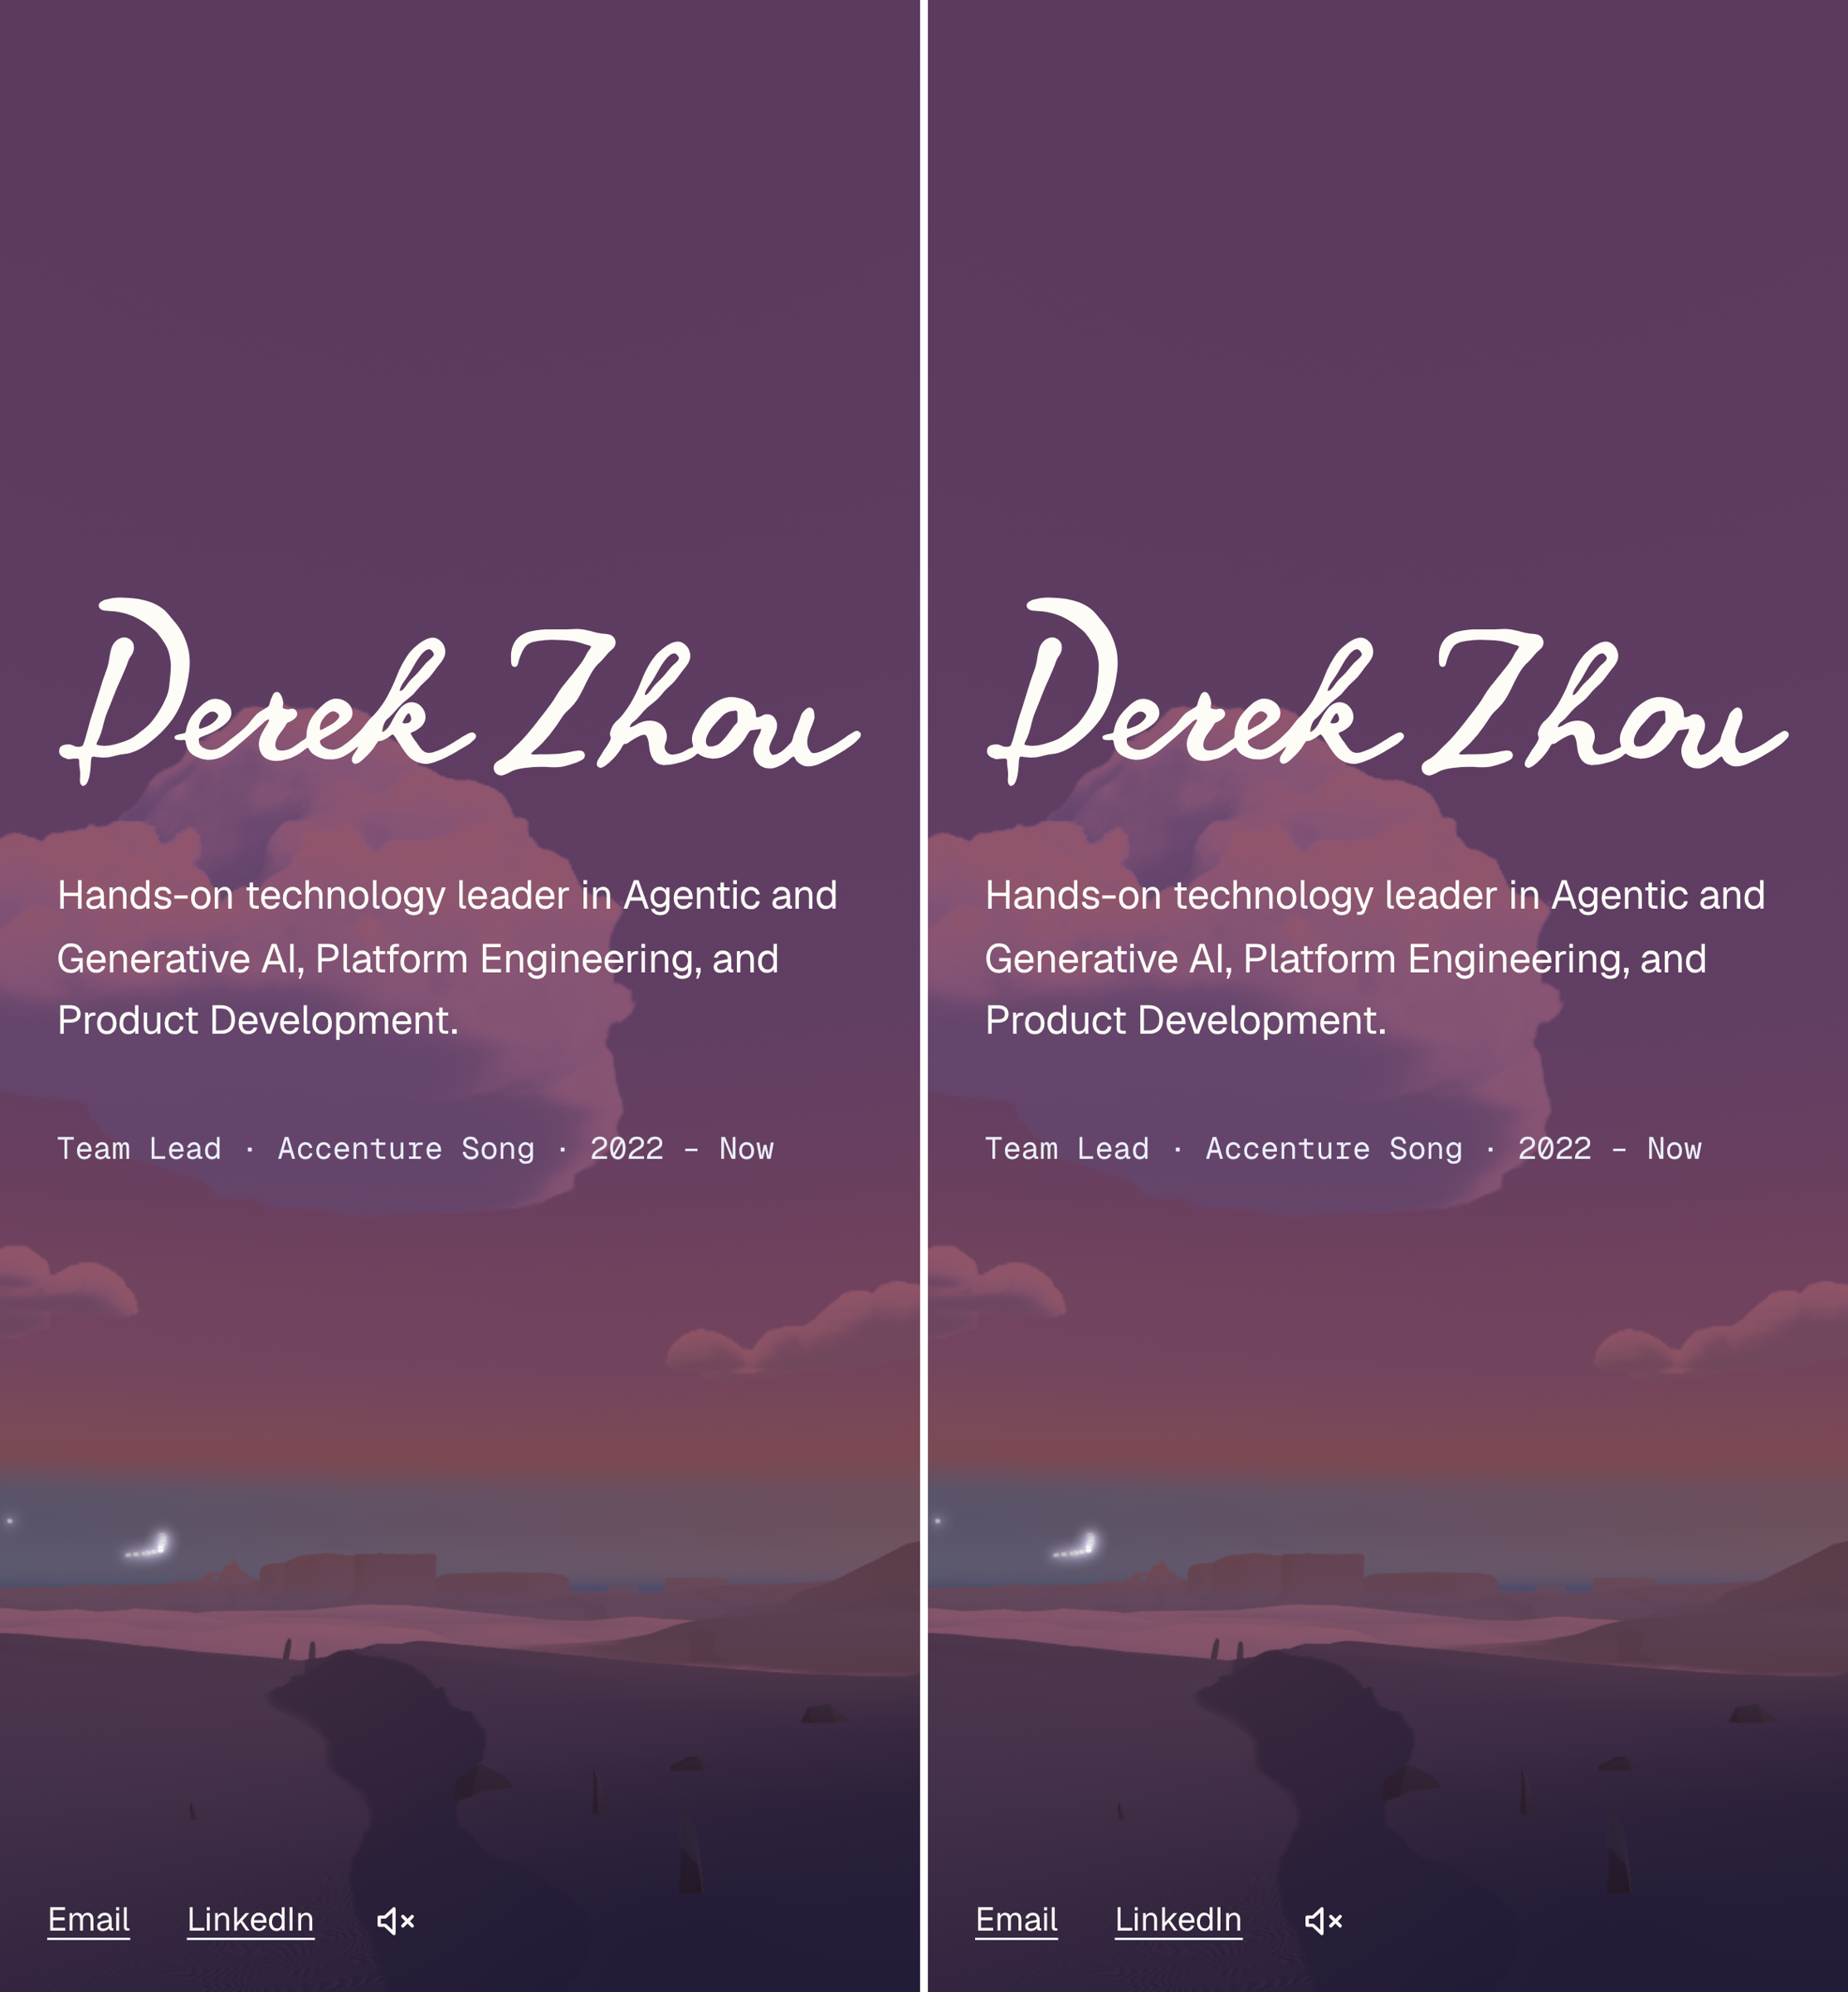 Derek Zhou
Hands-on technology leader in Agentic and
Generative AI, Platform Engineering, and
Product Development.
Team Lead · Accenture Song · 2022 – Now
Email LinkedIn
Derek Zhou
Hands-on technology leader in Agentic and
Generative AI, Platform Engineering, and
Product Development.
Team Lead · Accenture Song · 2022 – Now
Email LinkedIn